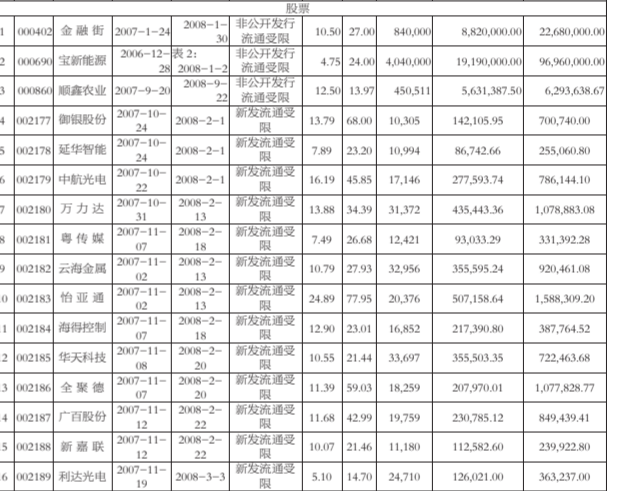 股票
1 000402 金 融 街 2007-1-24 2008-1-30 非公开发行流通受限 10.50 27.00 840,000 8,820,000.00 22,680,000.00
2 000690 宝新能源 2006-12-28 表 2: 2008-1-2 非公开发行流通受限 4.75 24.00 4,040,000 19,190,000.00 96,960,000.00
3 000860 顺鑫农业 2007-9-20 2008-9-22 非公开发行流通受限 12.50 13.97 450,511 5,631,387.50 6,293,638.67
4 002177 御银股份 2007-10-24 2008-2-1 新发流通受限 13.79 68.00 10,305 142,105.95 700,740.00
5 002178 延华智能 2007-10-24 2008-2-1 新发流通受限 7.89 23.20 10,994 86,742.66 255,060.80
6 002179 中航光电 2007-10-22 2008-2-1 新发流通受限 16.19 45.85 17,146 277,593.74 786,144.10
7 002180 万 力 达 2007-10-31 2008-2-13 新发流通受限 13.88 34.39 31,372 435,443.36 1,078,883.08
8 002181 粤 传 媒 2007-11-07 2008-2-18 新发流通受限 7.49 26.68 12,421 93,033.29 331,392.28
9 002182 云海金属 2007-11-02 2008-2-13 新发流通受限 10.79 27.93 32,956 355,595.24 920,461.08
0 002183 怡 亚 通 2007-11-02 2008-2-13 新发流通受限 24.89 77.95 20,376 507,158.64 1,588,309.20
1 002184 海得控制 2007-11-07 2008-2-18 新发流通受限 12.90 23.01 16,852 217,390.80 387,764.52
2 002185 华天科技 2007-11-08 2008-2-20 新发流通受限 10.55 21.44 33,697 355,503.35 722,463.68
3 002186 全 聚 德 2007-11-07 2008-2-20 新发流通受限 11.39 59.03 18,259 207,970.01 1,077,828.77
4 002187 广百股份 2007-11-12 2008-2-22 新发流通受限 11.68 42.99 19,759 230,785.12 849,439.41
5 002188 新 嘉 联 2007-11-12 2008-2-22 新发流通受限 10.07 21.46 11,180 112,582.60 239,922.80
6 002189 利达光电 2007-11-19 2008-3-3 新发流通受限 5.10 14.70 24,710 126,021.00 363,237.00